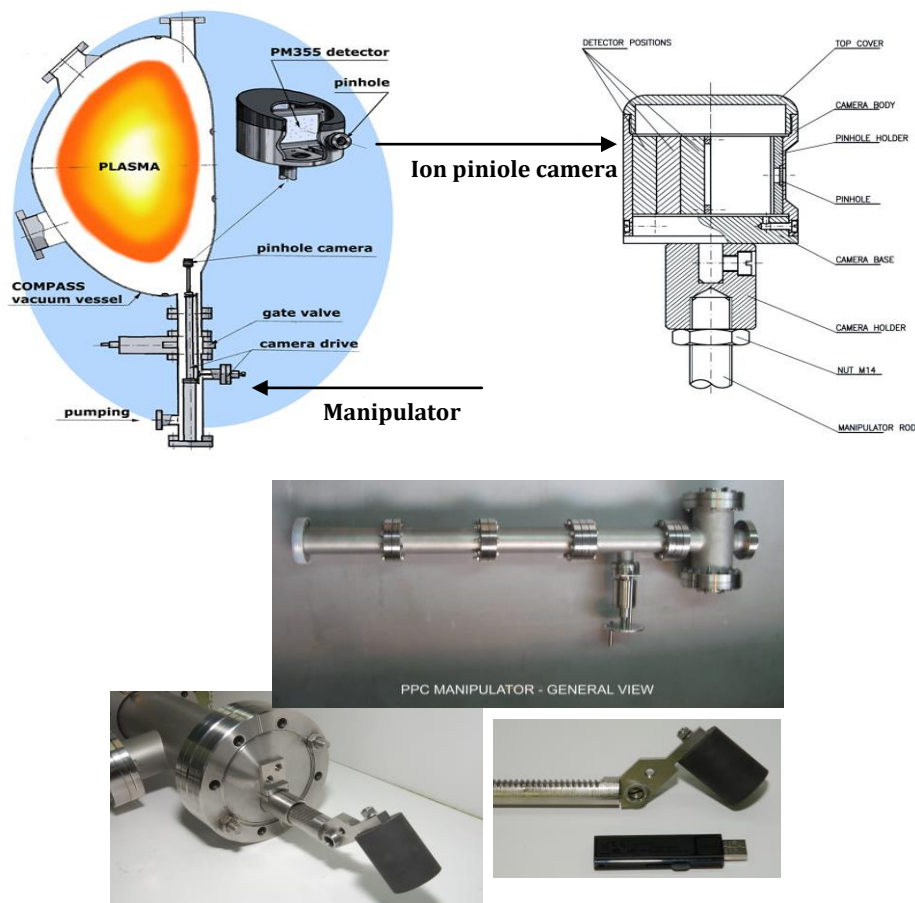 PM355 detector
pinhole
PLASMA
pinhole camera
COMPASS
vacuum vessel
gate valve
camera drive
pumping
Ion piniole camera
Manipulator
DETECTOR POSITIONS
TOP COVER
CAMERA BODY
PINHOLE HOLDER
PINHOLE
CAMERA BASE
CAMERA HOLDER
NUT M14
MANIPULATOR ROD
PPC MANIPULATOR - GENERAL VIEW